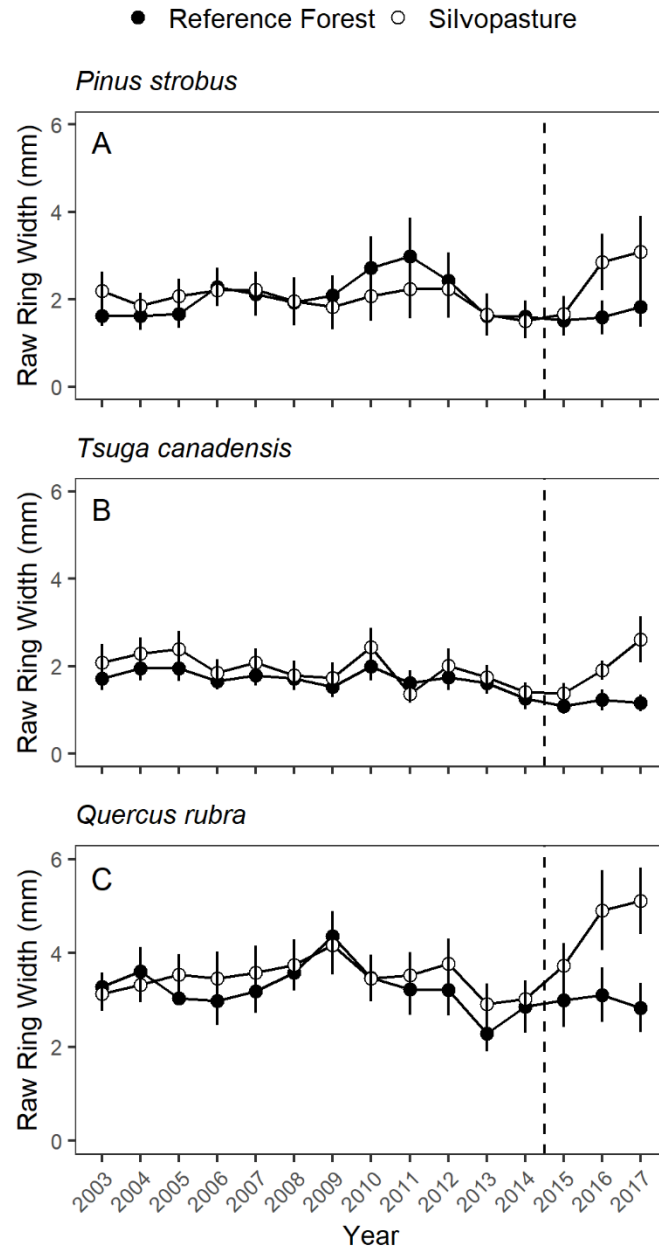 Reference Forest Silvopasture
Pinus strobus
A
Raw Ring Width (mm)
6
4
2
0
Tsuga canadensis
B
Raw Ring Width (mm)
6
4
2
0
Quercus rubra
C
Raw Ring Width (mm)
6
4
2
0
2003 2004 2005 2006 2007 2008 2009 2010 2011 2012 2013 2014 2015 2016 2017
Year